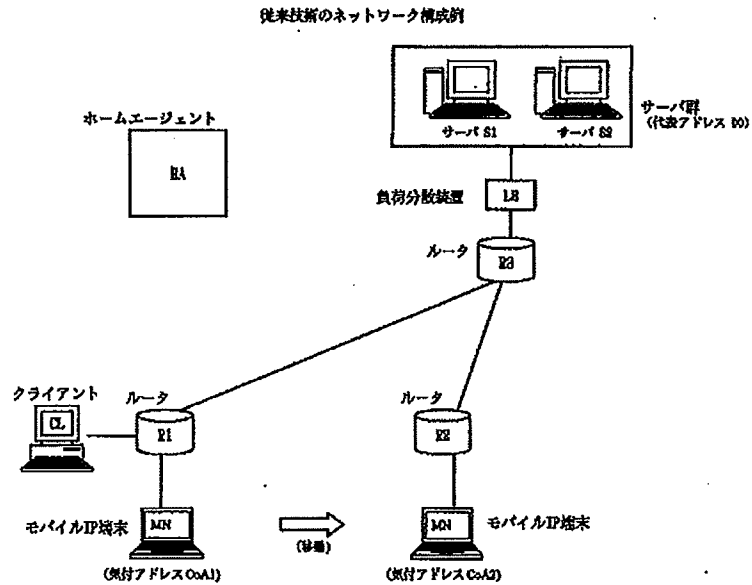 従来技術のネットワーク構成例
ホームエージェント
HA
サーバ S1
サーバ S2
サーバ群
(代表アドレス D0)
負荷分散装置
LB
ルータ
R3
クライアント
CL
ルータ
R1
ルータ
R2
モバイルIP端末
MN
(気付アドレスCoA1)
(移動)
MN
モバイルIP端末
(気付アドレスCoA2)